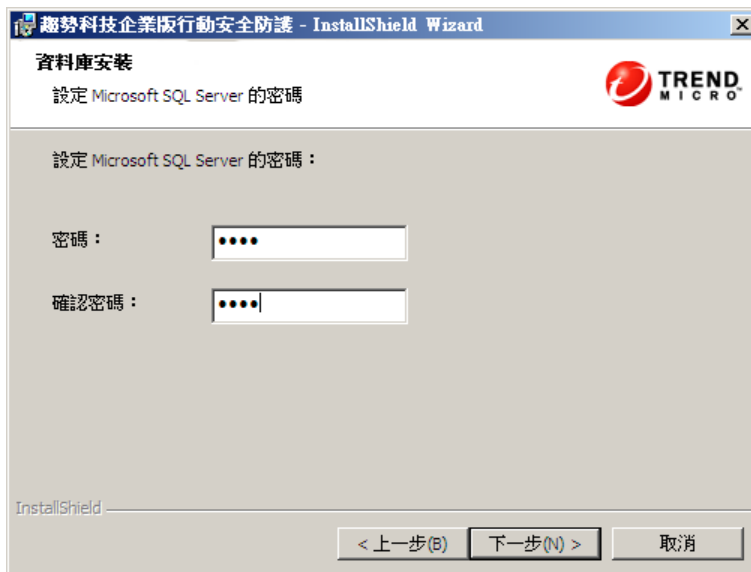 趨勢科技企業版行動安全防護 - InstallShield Wizard
資料庫安裝
設定 Microsoft SQL Server 的密碼
TREND
MICRO™
設定 Microsoft SQL Server 的密碼：
密碼： ••••
確認密碼： ••••
InstallShield
< 上一步(B) 下一步(N) > 取消